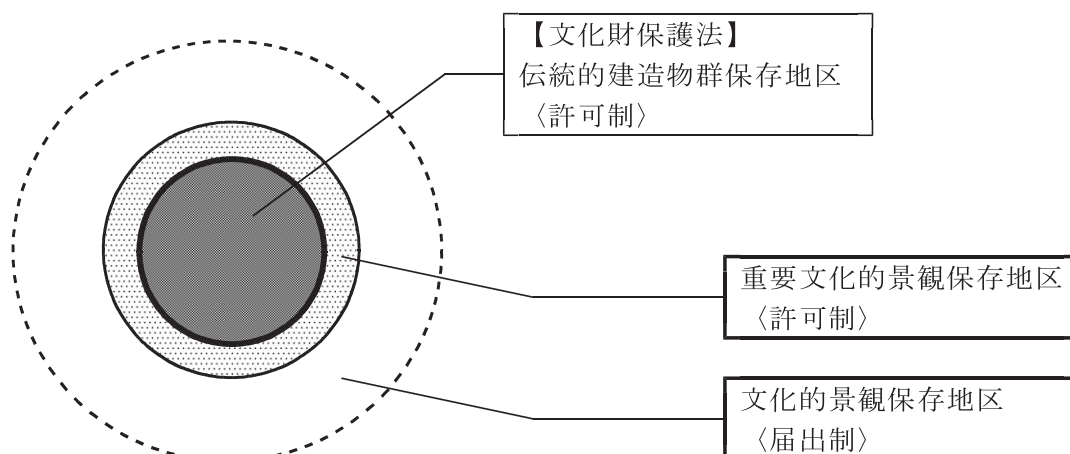 【文化財保護法】
伝統的建造物群保存地区
〈許可制〉
重要文化的景観保存地区
〈許可制〉
文化的景観保存地区
〈届出制〉